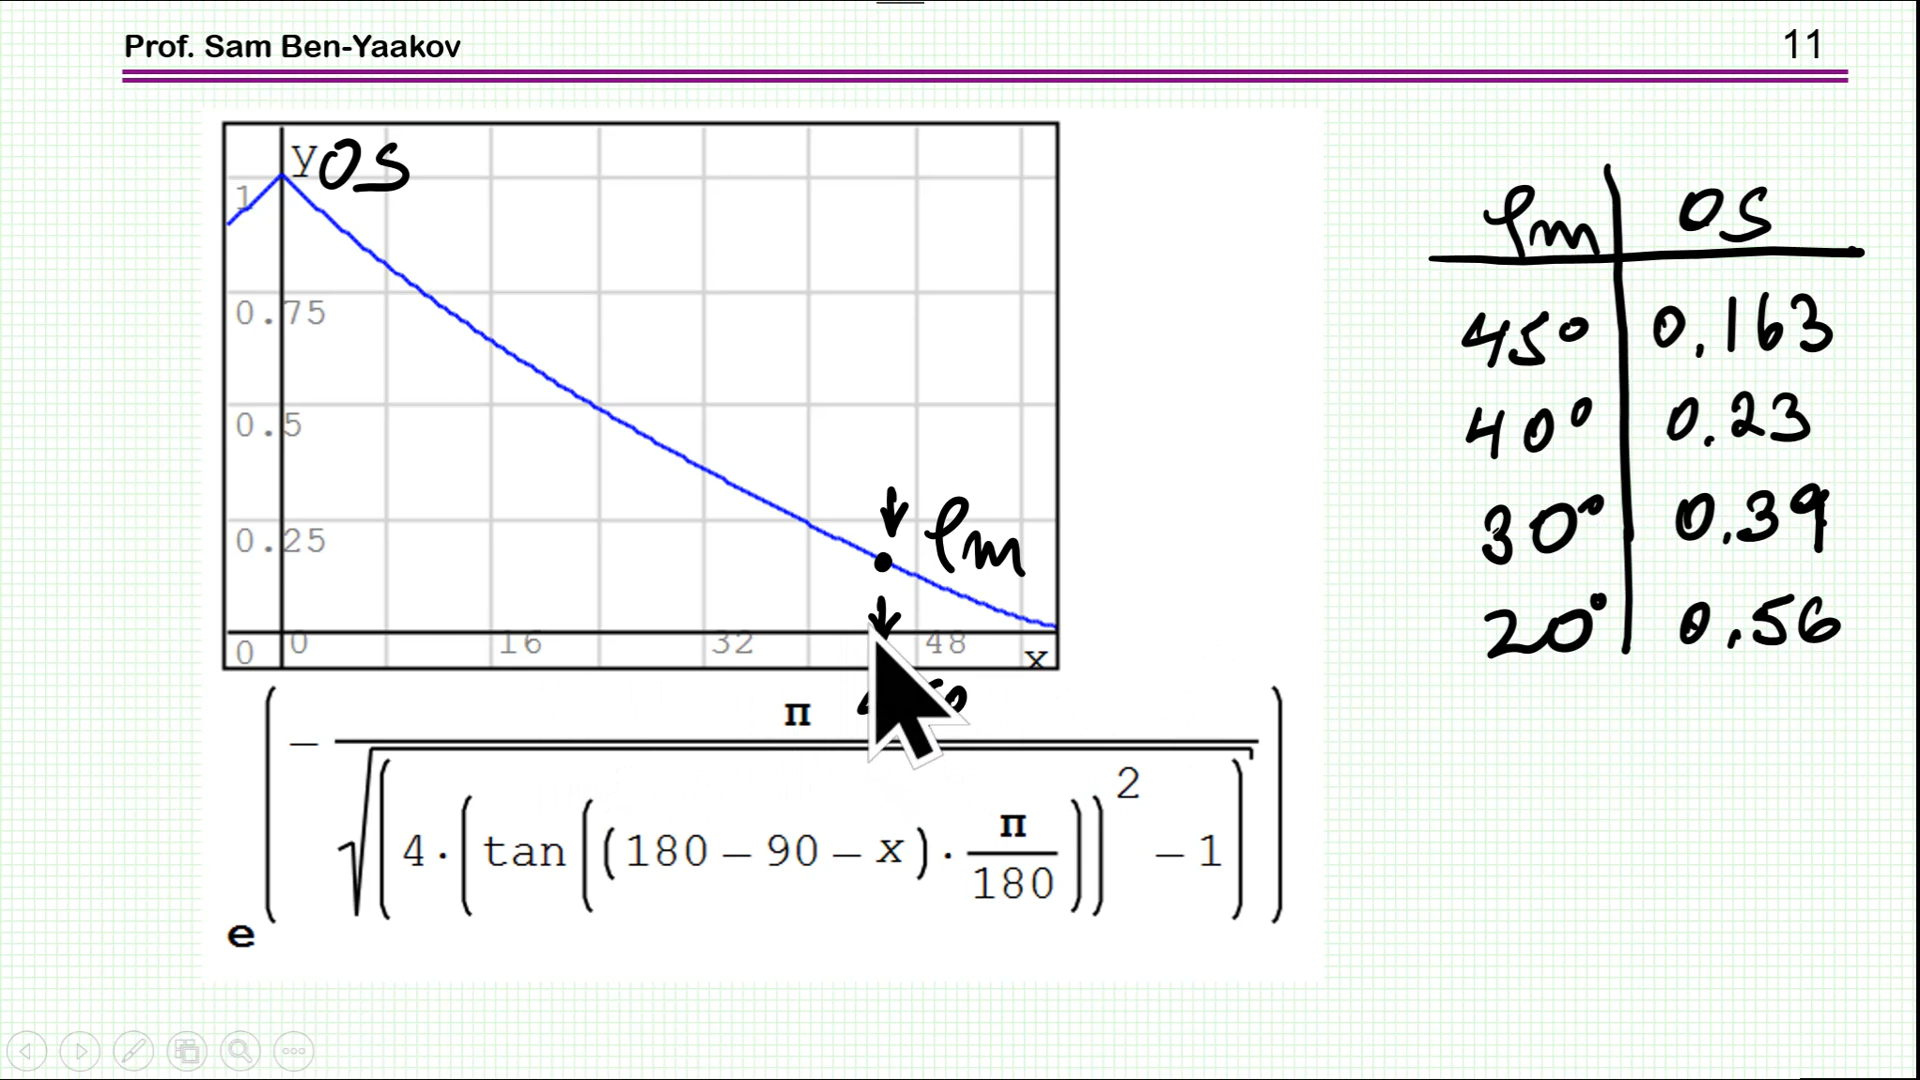 Prof. Sam Ben-Yaakov
11
y OS
1
0.75
0.5
0.25
0
0 16 32 48 x
φm
φm OS
45° 0.163
40° 0.23
30° 0.39
20° 0.56
e^(-π/√((4·(tan((180-90-x)·π/180))²-1)))